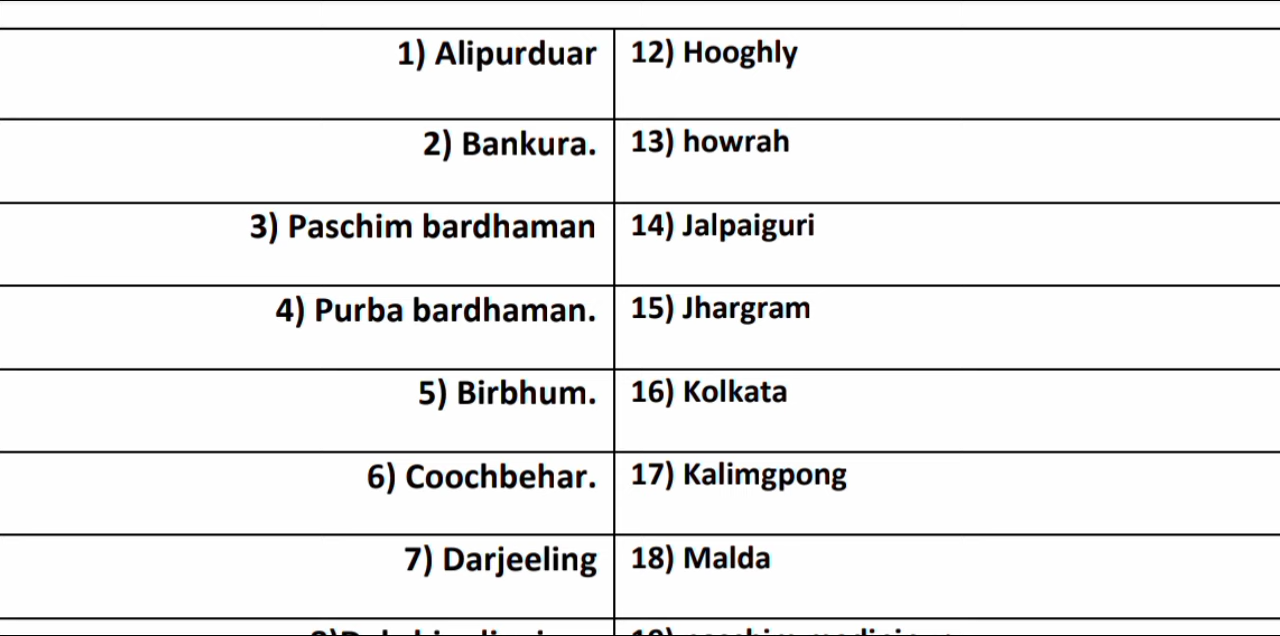 1) Alipurduar
12) Hooghly
2) Bankura.
13) howrah
3) Paschim bardhaman
14) Jalpaiguri
4) Purba bardhaman.
15) Jhargram
5) Birbhum.
16) Kolkata
6) Coochbehar.
17) Kalimgpong
7) Darjeeling
18) Malda